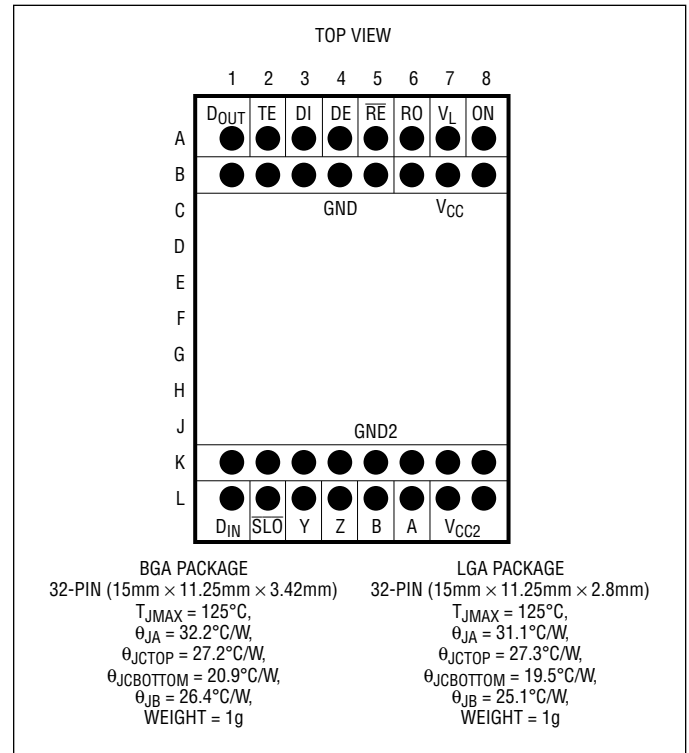 TOP VIEW
1 2 3 4 5 6 7 8
A
DOUT TE DI DE R̅E̅ RO VL ON
B
C GND VCC
D
E
F
G
H
J GND2
K
L
DIN S̅L̅O̅ Y Z B A VCC2
BGA PACKAGE
32-PIN (15mm × 11.25mm × 3.42mm)
TJMAX = 125°C,
θJA = 32.2°C/W,
θJCTOP = 27.2°C/W,
θJCBOTTOM = 20.9°C/W,
θJB = 26.4°C/W,
WEIGHT = 1g
LGA PACKAGE
32-PIN (15mm × 11.25mm × 2.8mm)
TJMAX = 125°C,
θJA = 31.1°C/W,
θJCTOP = 27.3°C/W,
θJCBOTTOM = 19.5°C/W,
θJB = 25.1°C/W,
WEIGHT = 1g